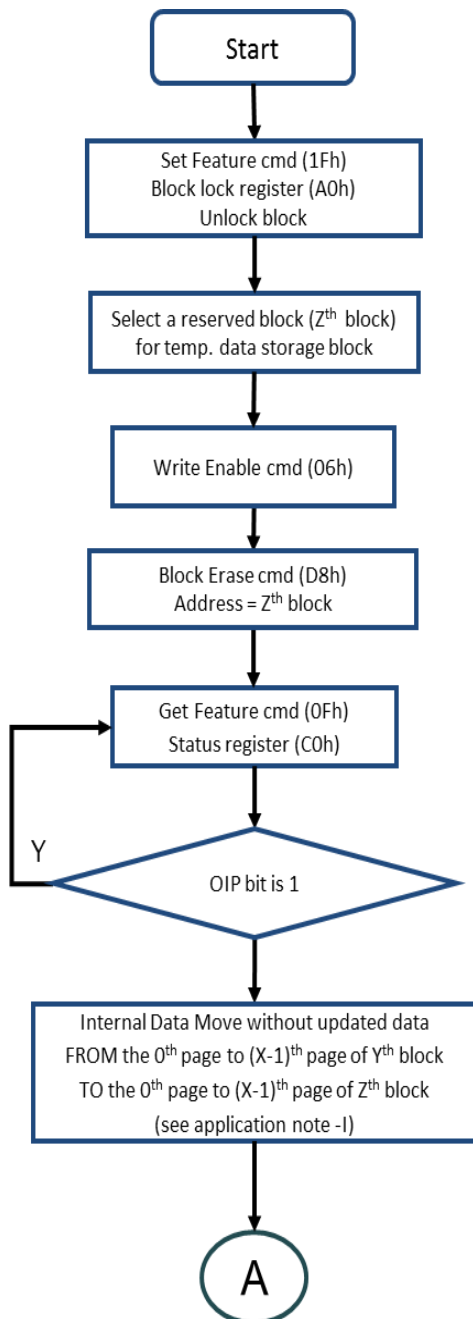 Start
Set Feature cmd (1Fh)
Block lock register (A0h)
Unlock block
Select a reserved block (Zth block)
for temp. data storage block
Write Enable cmd (06h)
Block Erase cmd (D8h)
Address = Zth block
Get Feature cmd (0Fh)
Status register (C0h)
Y
OIP bit is 1
Internal Data Move without updated data
FROM the 0th page to (X-1)th page of Yth block
TO the 0th page to (X-1)th page of Zth block
(see application note -I)
A